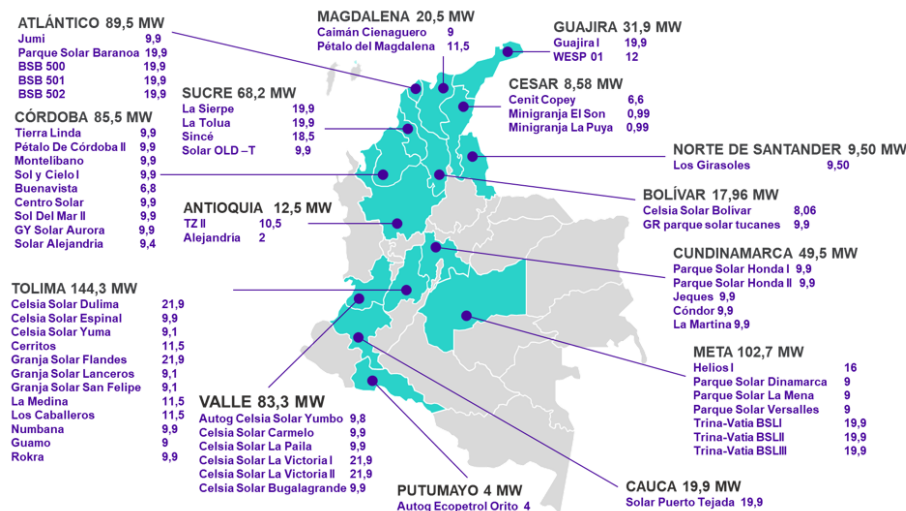 ATLÁNTICO 89,5 MW
Jumi 9,9
Parque Solar Baranoa 19,9
BSB 500 19,9
BSB 501 19,9
BSB 502 19,9
MAGDALENA 20,5 MW
Caimán Cienaguero 9
Pétalo del Magdalena 11,5
GUAJIRA 31,9 MW
Guajira I 19,9
WESP 01 12
SUCRE 68,2 MW
La Sierpe 19,9
La Tolua 19,9
Sincé 18,5
Solar OLD –T 9,9
CESAR 8,58 MW
Cenit Copey 6,6
Minigranja El Son 0,99
Minigranja La Puya 0,99
CÓRDOBA 85,5 MW
Tierra Linda 9,9
Pétalo De Córdoba II 9,9
Montelibano 9,9
Sol y Cielo I 9,9
Buenavista 6,8
Centro Solar 9,9
Sol Del Mar II 9,9
GY Solar Aurora 9,9
Solar Alejandria 9,4
NORTE DE SANTANDER 9,50 MW
Los Girasoles 9,50
ANTIOQUIA 12,5 MW
TZ II 10,5
Alejandria 2
BOLÍVAR 17,96 MW
Celsia Solar Bolivar 8,06
GR parque solar tucanes 9,9
CUNDINAMARCA 49,5 MW
Parque Solar Honda I 9,9
Parque Solar Honda II 9,9
Jeques 9,9
Cóndor 9,9
La Martina 9,9
TOLIMA 144,3 MW
Celsia Solar Dulima 21,9
Celsia Solar Espinal 9,9
Celsia Solar Yuma 9,1
Cerritos 11,5
Granja Solar Flandes 21,9
Granja Solar Lanceros 9,1
Granja Solar San Felipe 9,1
La Medina 11,5
Los Caballeros 11,5
Numbana 9,9
Guamo 9
Rokra 9,9
META 102,7 MW
Helios I 16
Parque Solar Dinamarca 9
Parque Solar La Mena 9
Parque Solar Versalles 9
Trina-Vatia BSLI 19,9
Trina-Vatia BSLII 19,9
Trina-Vatia BSLIII 19,9
VALLE 83,3 MW
Autog Celsia Solar Yumbo 9,8
Celsia Solar Carmelo 9,9
Celsia Solar La Paila 9,9
Celsia Solar La Victoria I 21,9
Celsia Solar La Victoria II 21,9
Celsia Solar Bugalagrande 9,9
PUTUMAYO 4 MW
Autog Ecopetrol Orito 4
CAUCA 19,9 MW
Solar Puerto Tejada 19,9